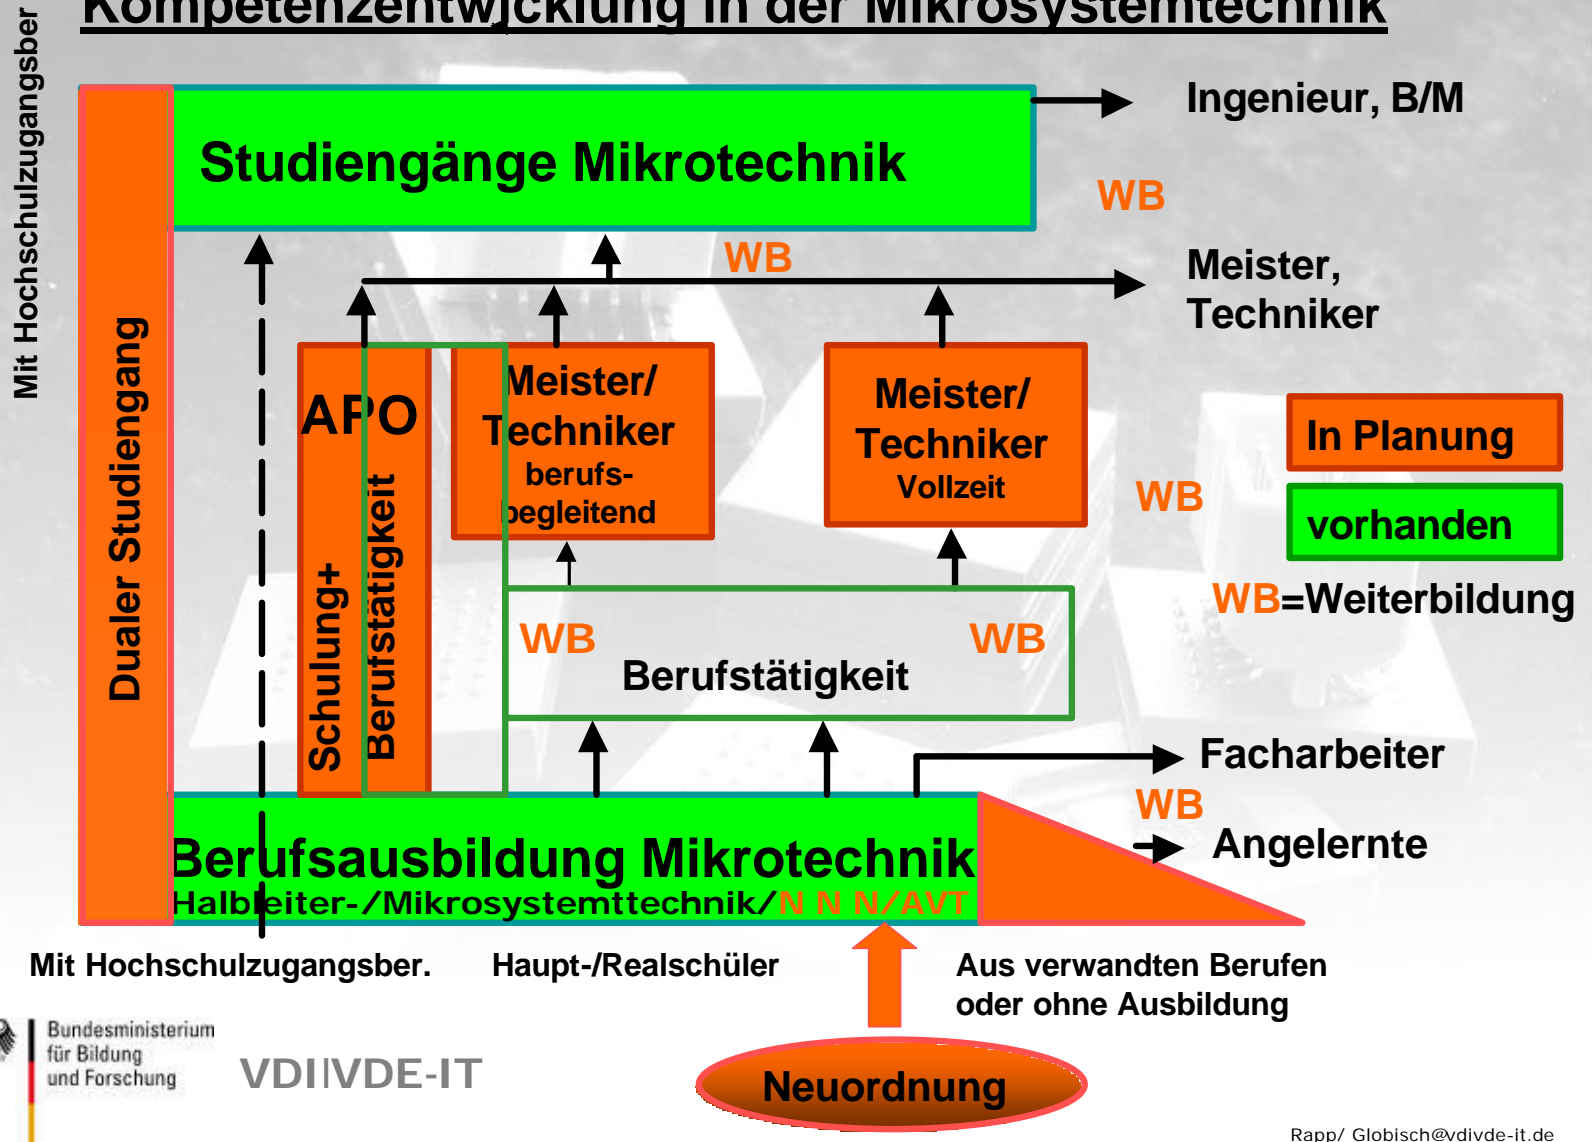 Kompetenzentwicklung in der Mikrosystemtechnik
Mit Hochschulzugangsber
Ingenieur, B/M
Studiengänge Mikrotechnik
WB
WB
Meister,
Techniker
Dualer Studiengang
APO
Schulung+
Berufstätigkeit
Meister/
Techniker
berufs-
begleitend
Meister/
Techniker
Vollzeit
In Planung
WB
vorhanden
WB=Weiterbildung
WB
WB
Berufstätigkeit
Facharbeiter
WB
Angelernte
Berufsausbildung Mikrotechnik
Halbleiter-/Mikrosystemttechnik/N N N/AVT
Mit Hochschulzugangsber.
Haupt-/Realschüler
Aus verwandten Berufen
oder ohne Ausbildung
Bundesministerium
für Bildung
und Forschung
VDI|VDE-IT
Neuordnung
Rapp/ Globisch@vdivde-it.de